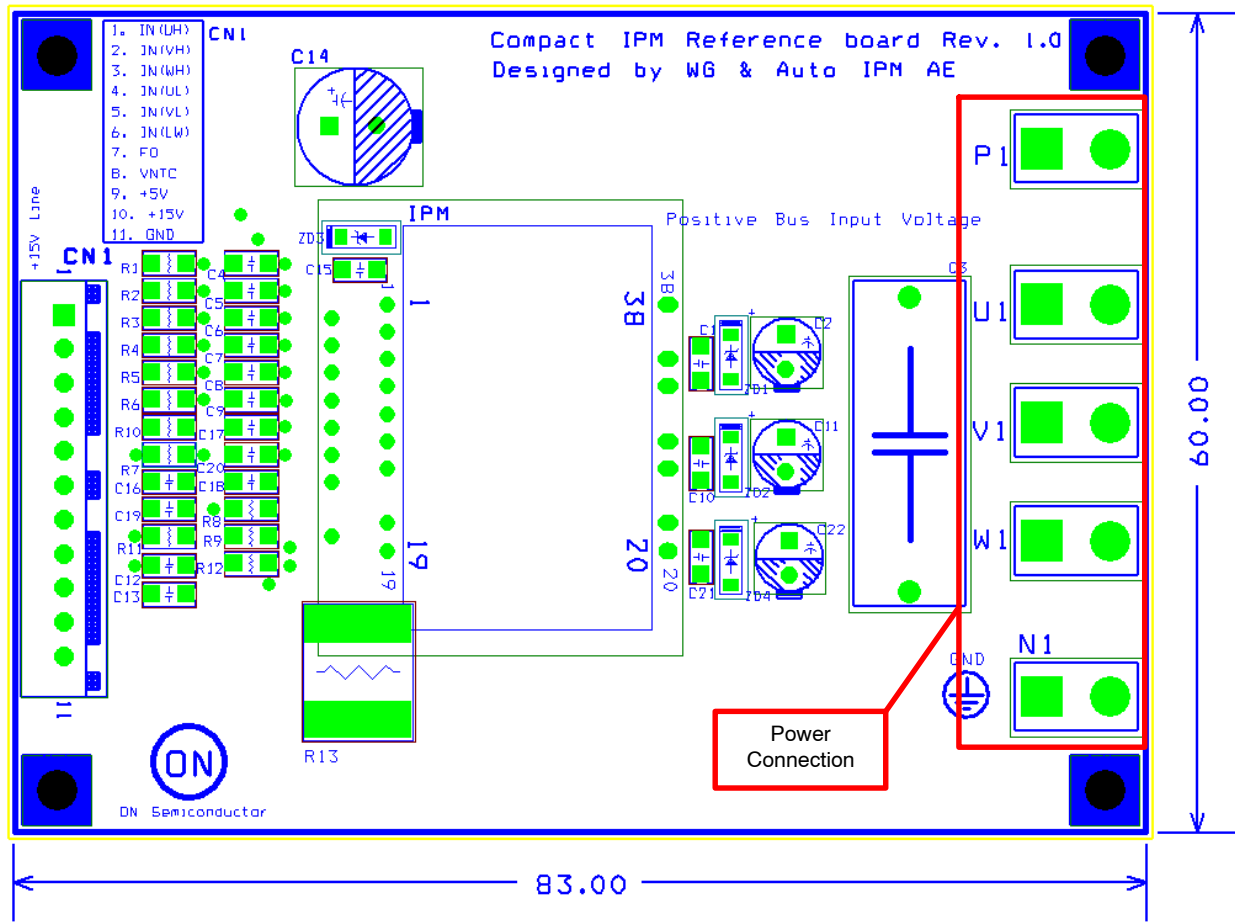 1. IN(UH)
2. IN(VH)
3. IN(WH)
4. IN(UL)
5. IN(VL)
6. IN(LW)
7. FO
8. VNTC
9. +5V
10. +15V
11. GND
CN1
C14
+
Compact IPM Reference board Rev. 1.0
Designed by WG & Auto IPM AE
P1
+15V Line
CN1
1
11
IPM
Positive Bus Input Voltage
ZD3
C15
C3
R1
R2
R3
R4
R5
R6
R10
R7
C16
C19
R11
C12
C13
C4
C5
C6
C7
C8
C9
C17
C20
C18
R8
R9
R12
1
1
38
38
19
19
20
20
C1
+
C2
ZD1
C10
+
C11
ZD2
C21
+
C22
ZD4
U1
V1
W1
GND
N1
R13
Power
Connection
ON
ON Semiconductor
60.00
83.00